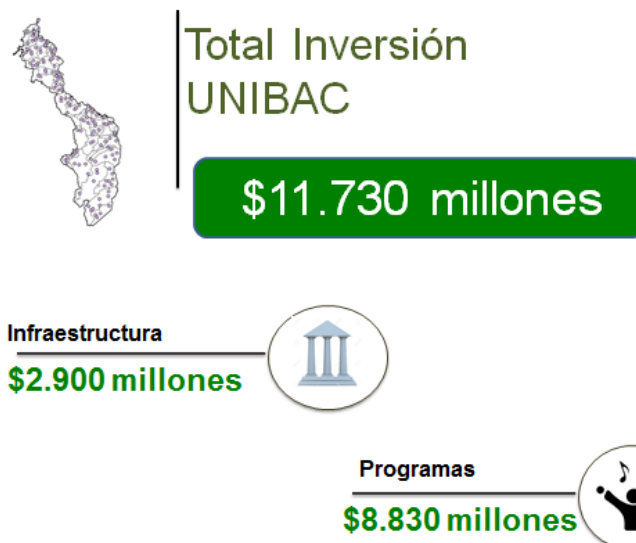 Total Inversión
UNIBAC
$11.730 millones
Infraestructura
$2.900 millones
Programas
$8.830 millones